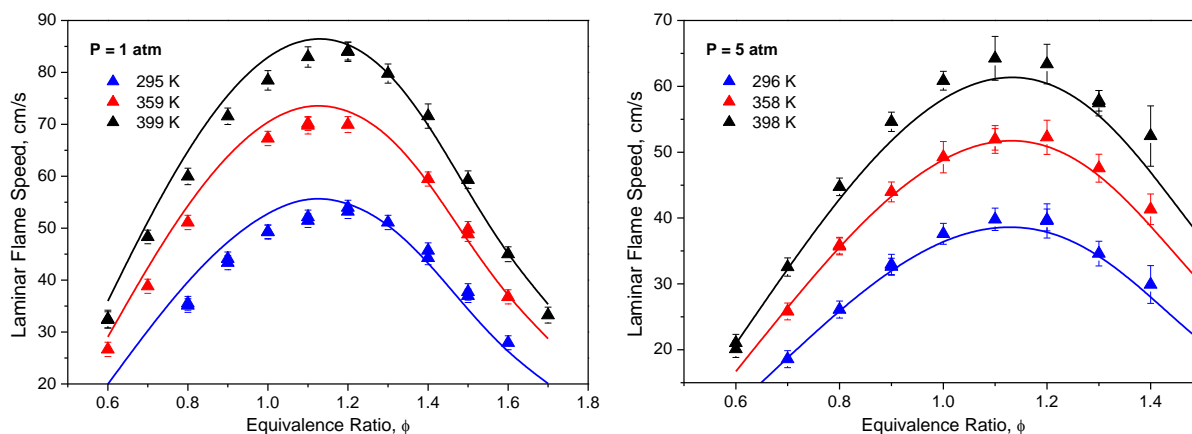 90
80
70
60
50
40
30
20
Laminar Flame Speed, cm/s
P = 1 atm
295 K
359 K
399 K
0.6 0.8 1.0 1.2 1.4 1.6 1.8
Equivalence Ratio, ϕ
70
60
50
40
30
20
Laminar Flame Speed, cm/s
P = 5 atm
296 K
358 K
398 K
0.6 0.8 1.0 1.2 1.4
Equivalence Ratio, ϕ